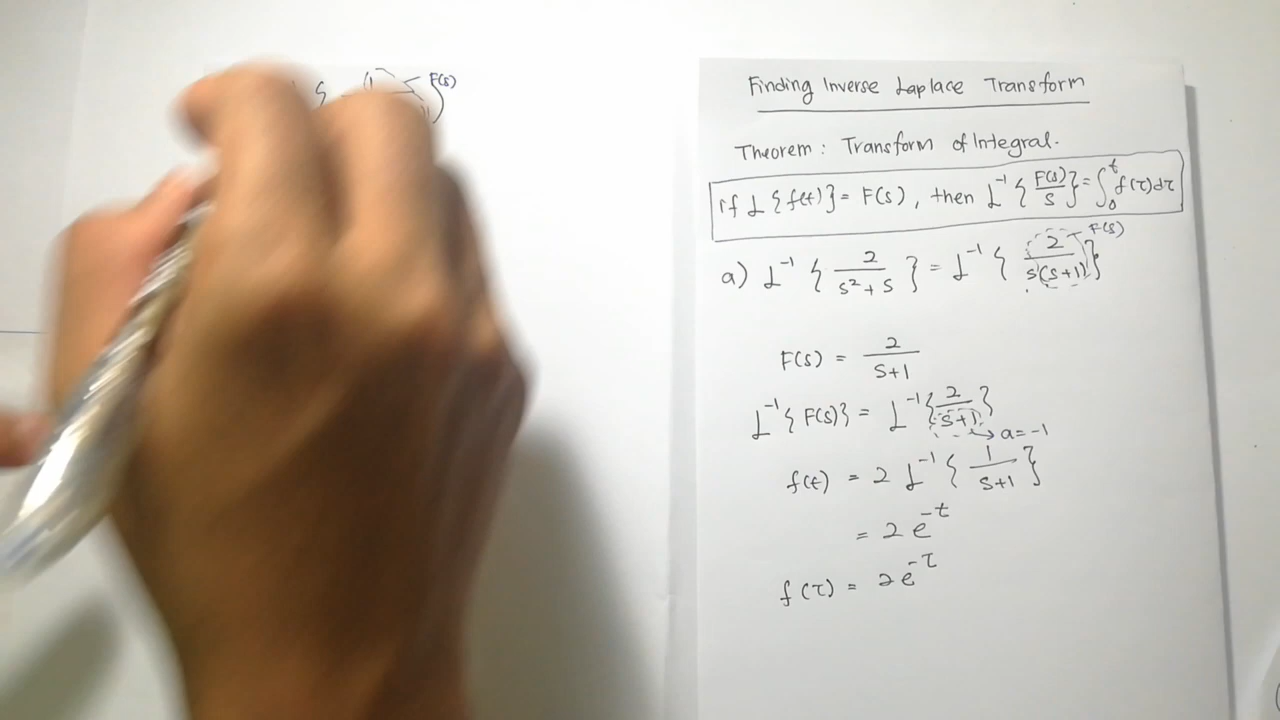 F(s)
Finding Inverse Laplace Transform
Theorem: Transform of Integral.
if L{f(t)} = F(s), then L⁻¹{F(s)/s} = ∫₀ᵗ f(τ)dτ
a) L⁻¹{2/(s²+s)} = L⁻¹{2/(s(s+1))} F(s)
F(s) = 2/(s+1)
L⁻¹{F(s)} = L⁻¹{2/(s+1)}
a=-1
f(t) = 2 L⁻¹{1/(s+1)}
= 2e^(-t)
f(τ) = 2e^(-τ)